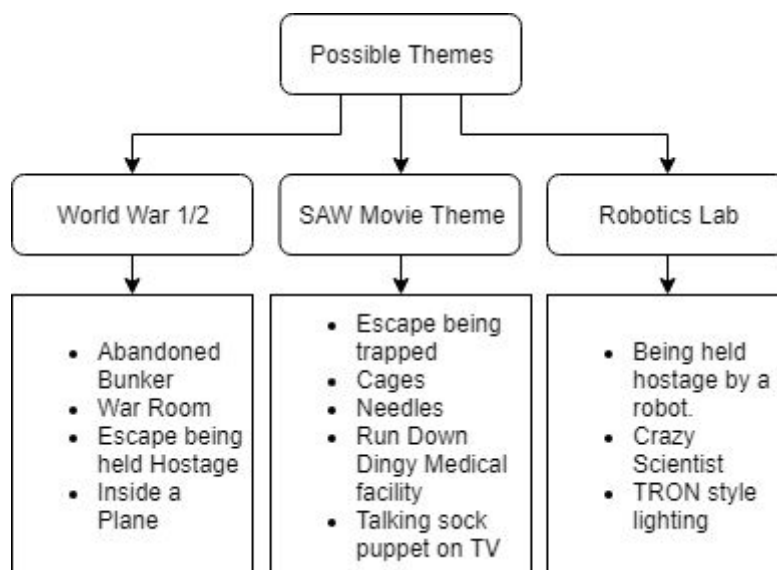 Possible Themes
World War 1/2
SAW Movie Theme
Robotics Lab
• Abandoned
Bunker
• War Room
• Escape being
held Hostage
• Inside a
Plane
• Escape being
trapped
• Cages
• Needles
• Run Down
Dingy Medical
facility
• Talking sock
puppet on TV
• Being held
hostage by a
robot.
• Crazy
Scientist
• TRON style
lighting